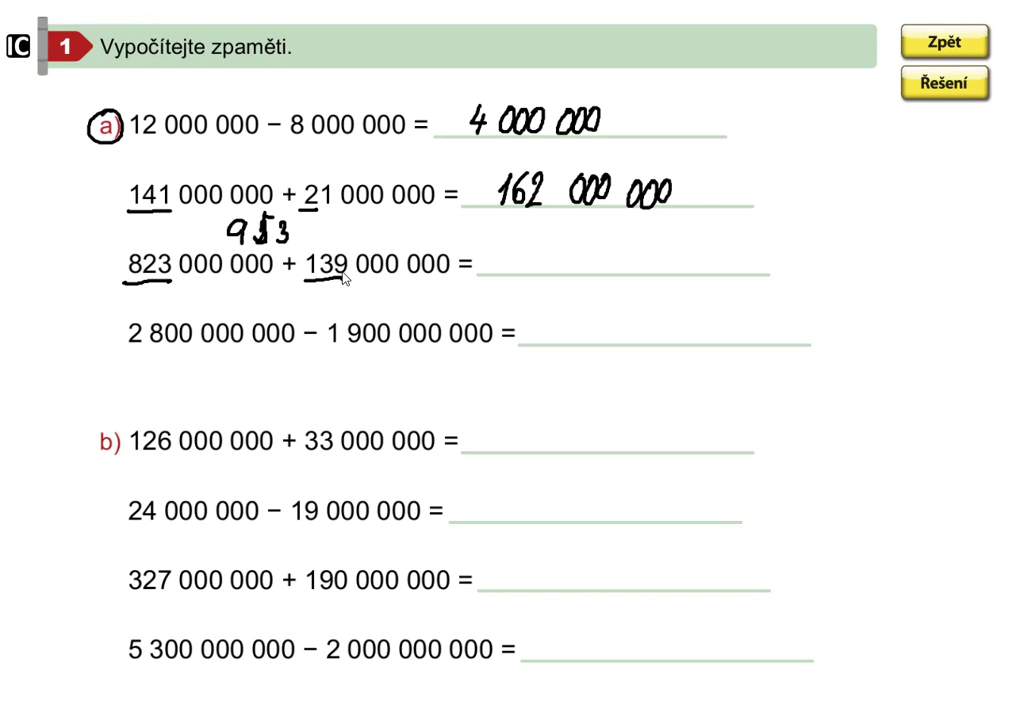 IC 1 Vypočítejte zpaměti.
Zpět
Řešení
a) 12 000 000 − 8 000 000 = 4 000 000
141 000 000 + 21 000 000 = 162 000 000
823 000 000 + 139 000 000 =
2 800 000 000 − 1 900 000 000 =
b) 126 000 000 + 33 000 000 =
24 000 000 − 19 000 000 =
327 000 000 + 190 000 000 =
5 300 000 000 − 2 000 000 000 =